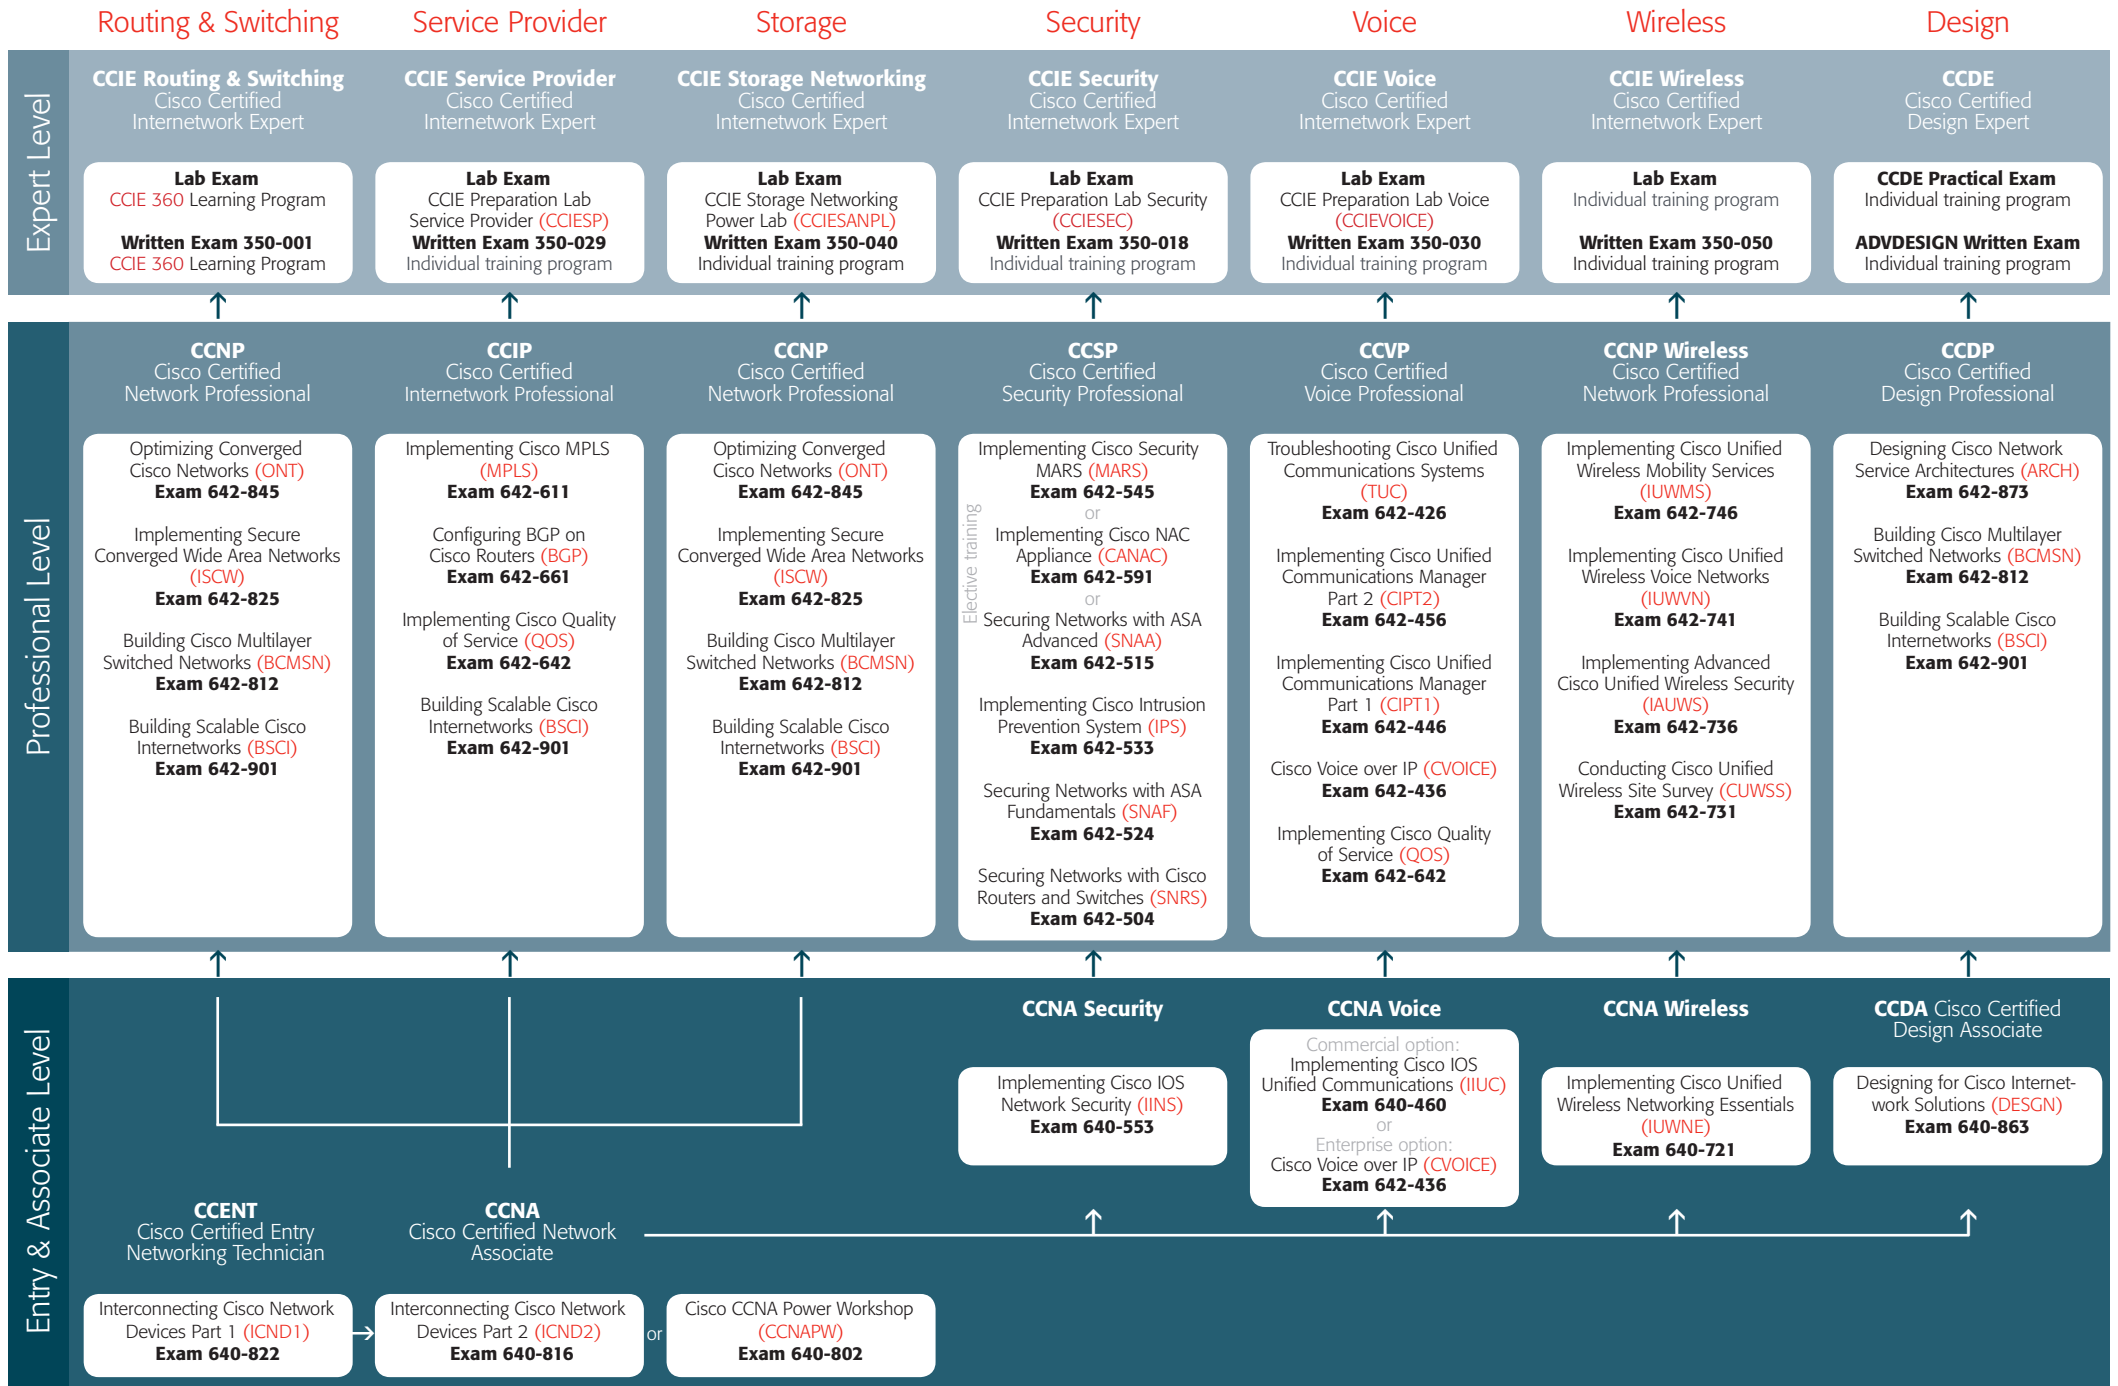 Routing & Switching
Service Provider
Storage
Security
Voice
Wireless
Design
Expert Level
CCIE Routing & Switching
Cisco Certified
Internetwork Expert
Lab Exam
CCIE 360 Learning Program
Written Exam 350-001
CCIE 360 Learning Program
CCIE Service Provider
Cisco Certified
Internetwork Expert
Lab Exam
CCIE Preparation Lab
Service Provider (CCIESP)
Written Exam 350-029
Individual training program
CCIE Storage Networking
Cisco Certified
Internetwork Expert
Lab Exam
CCIE Storage Networking
Power Lab (CCIESANPL)
Written Exam 350-040
Individual training program
CCIE Security
Cisco Certified
Internetwork Expert
Lab Exam
CCIE Preparation Lab Security
(CCIESEC)
Written Exam 350-018
Individual training program
CCIE Voice
Cisco Certified
Internetwork Expert
Lab Exam
CCIE Preparation Lab Voice
(CCIEVOICE)
Written Exam 350-030
Individual training program
CCIE Wireless
Cisco Certified
Internetwork Expert
Lab Exam
Individual training program
Written Exam 350-050
Individual training program
CCDE
Cisco Certified
Design Expert
CCDE Practical Exam
Individual training program
ADVDESIGN Written Exam
Individual training program
Professional Level
CCNP
Cisco Certified
Network Professional
Optimizing Converged
Cisco Networks (ONT)
Exam 642-845
Implementing Secure
Converged Wide Area Networks
(ISCW)
Exam 642-825
Building Cisco Multilayer
Switched Networks (BCMSN)
Exam 642-812
Building Scalable Cisco
Internetworks (BSCI)
Exam 642-901
CCIP
Cisco Certified
Internetwork Professional
Implementing Cisco MPLS
(MPLS)
Exam 642-611
Configuring BGP on
Cisco Routers (BGP)
Exam 642-661
Implementing Cisco Quality
of Service (QOS)
Exam 642-642
Building Scalable Cisco
Internetworks (BSCI)
Exam 642-901
CCNP
Cisco Certified
Network Professional
Optimizing Converged
Cisco Networks (ONT)
Exam 642-845
Implementing Secure
Converged Wide Area Networks
(ISCW)
Exam 642-825
Building Cisco Multilayer
Switched Networks (BCMSN)
Exam 642-812
Building Scalable Cisco
Internetworks (BSCI)
Exam 642-901
CCSP
Cisco Certified
Security Professional
Elective training
Implementing Cisco Security
MARS (MARS)
Exam 642-545
or
Implementing Cisco NAC
Appliance (CANAC)
Exam 642-591
or
Securing Networks with ASA
Advanced (SNAA)
Exam 642-515
Implementing Cisco Intrusion
Prevention System (IPS)
Exam 642-533
Securing Networks with ASA
Fundamentals (SNAF)
Exam 642-524
Securing Networks with Cisco
Routers and Switches (SNRS)
Exam 642-504
CCVP
Cisco Certified
Voice Professional
Troubleshooting Cisco Unified
Communications Systems
(TUC)
Exam 642-426
Implementing Cisco Unified
Communications Manager
Part 2 (CIPT2)
Exam 642-456
Implementing Cisco Unified
Communications Manager
Part 1 (CIPT1)
Exam 642-446
Cisco Voice over IP (CVOICE)
Exam 642-436
Implementing Cisco Quality
of Service (QOS)
Exam 642-642
CCNP Wireless
Cisco Certified
Network Professional
Implementing Cisco Unified
Wireless Mobility Services
(IUWMS)
Exam 642-746
Implementing Cisco Unified
Wireless Voice Networks
(IUWVN)
Exam 642-741
Implementing Advanced
Cisco Unified Wireless Security
(IAUWS)
Exam 642-736
Conducting Cisco Unified
Wireless Site Survey (CUWSS)
Exam 642-731
CCDP
Cisco Certified
Design Professional
Designing Cisco Network
Service Architectures (ARCH)
Exam 642-873
Building Cisco Multilayer
Switched Networks (BCMSN)
Exam 642-812
Building Scalable Cisco
Internetworks (BSCI)
Exam 642-901
Entry & Associate Level
CCNA Security
Implementing Cisco IOS
Network Security (IINS)
Exam 640-553
CCNA Voice
Commercial option:
Implementing Cisco IOS
Unified Communications (IIUC)
Exam 640-460
or
Enterprise option:
Cisco Voice over IP (CVOICE)
Exam 642-436
CCNA Wireless
Implementing Cisco Unified
Wireless Networking Essentials
(IUWNE)
Exam 640-721
CCDA Cisco Certified
Design Associate
Designing for Cisco Internet-
work Solutions (DESGN)
Exam 640-863
CCENT
Cisco Certified Entry
Networking Technician
Interconnecting Cisco Network
Devices Part 1 (ICND1)
Exam 640-822
CCNA
Cisco Certified Network
Associate
Interconnecting Cisco Network
Devices Part 2 (ICND2)
Exam 640-816
or
Cisco CCNA Power Workshop
(CCNAPW)
Exam 640-802